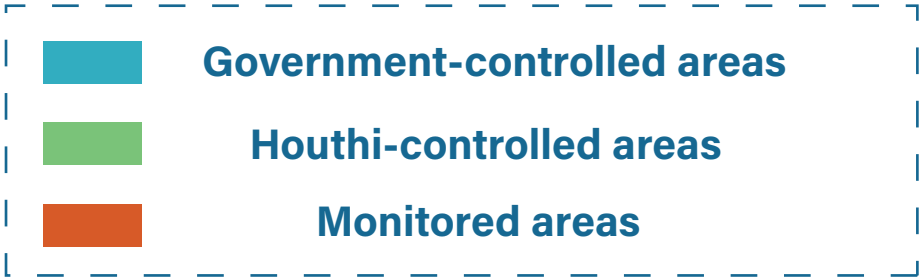 Government-controlled areas
Houthi-controlled areas
Monitored areas